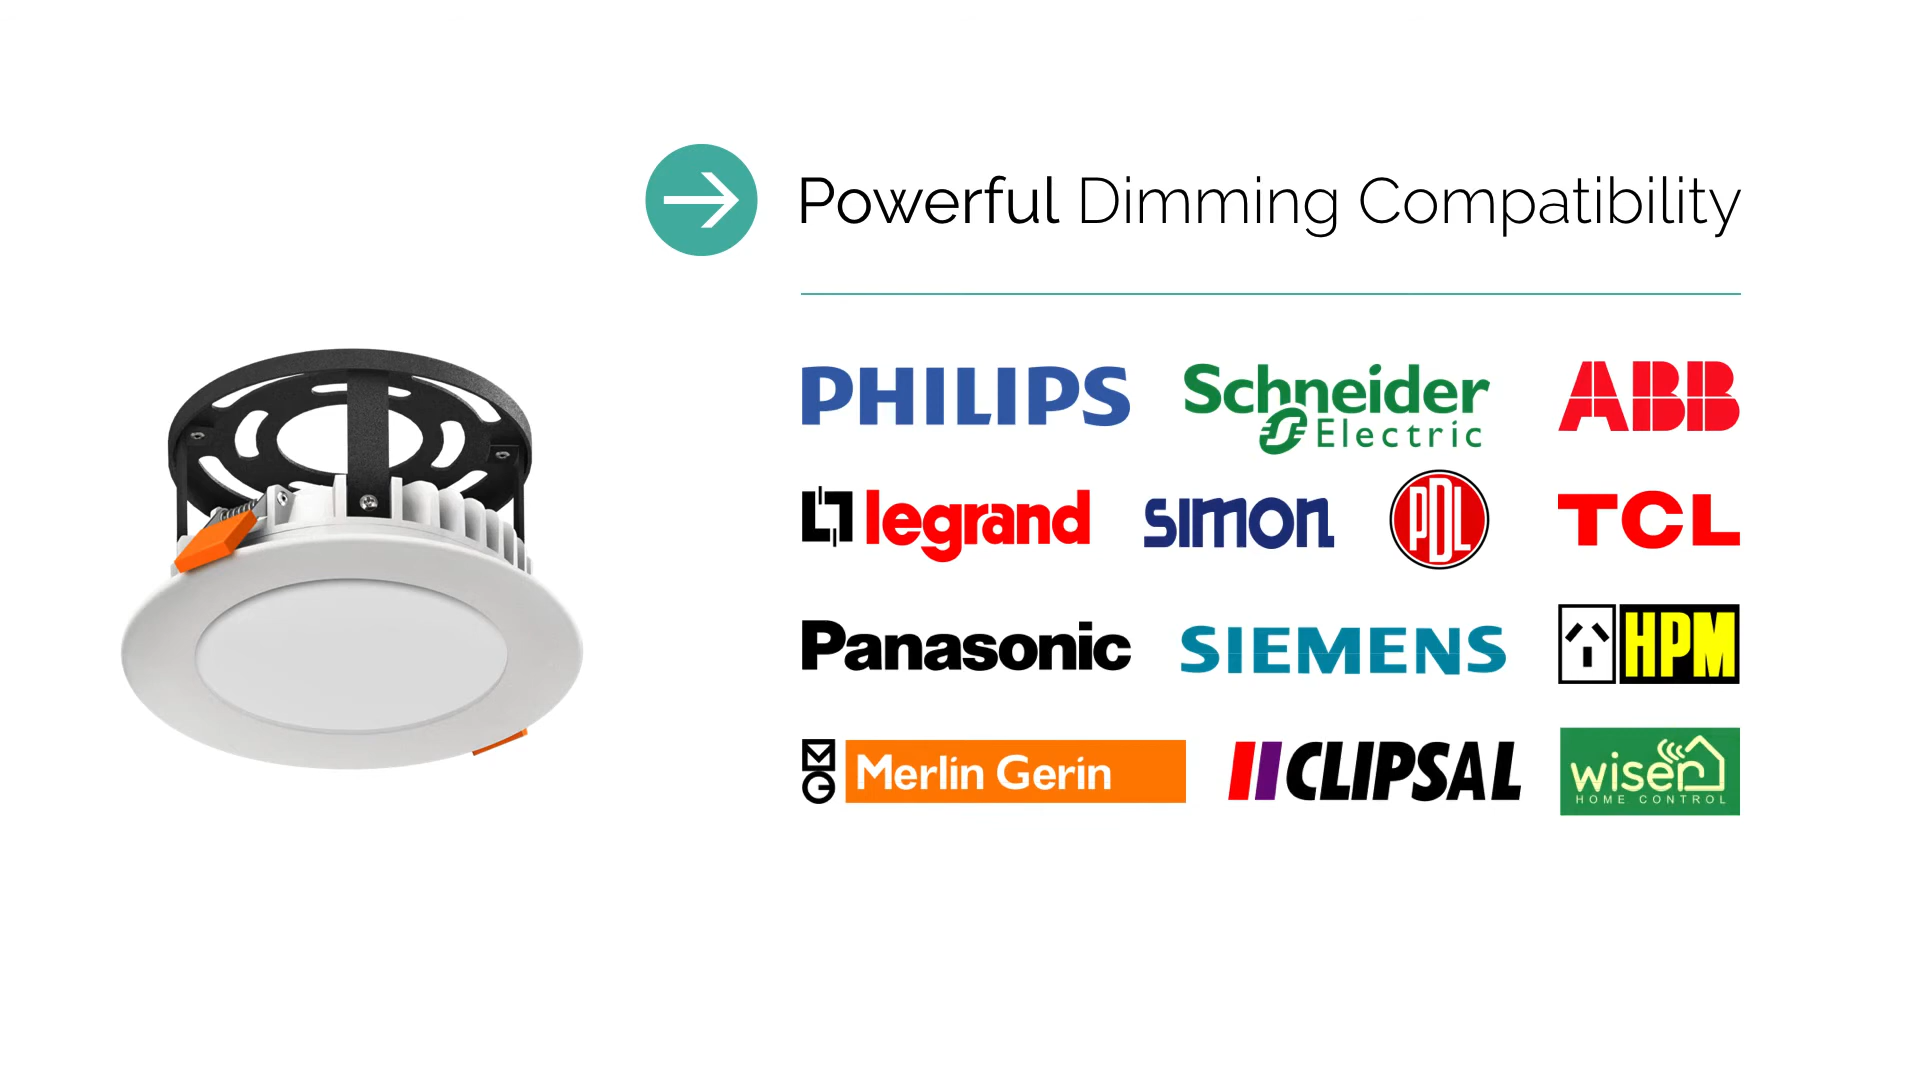 Powerful Dimming Compatibility
PHILIPS
Schneider
Electric
ABB
legrand
simon
PDL
TCL
Panasonic
SIEMENS
HPM
MG
Merlin Gerin
CLIPSAL
wiser
HOME CONTROL